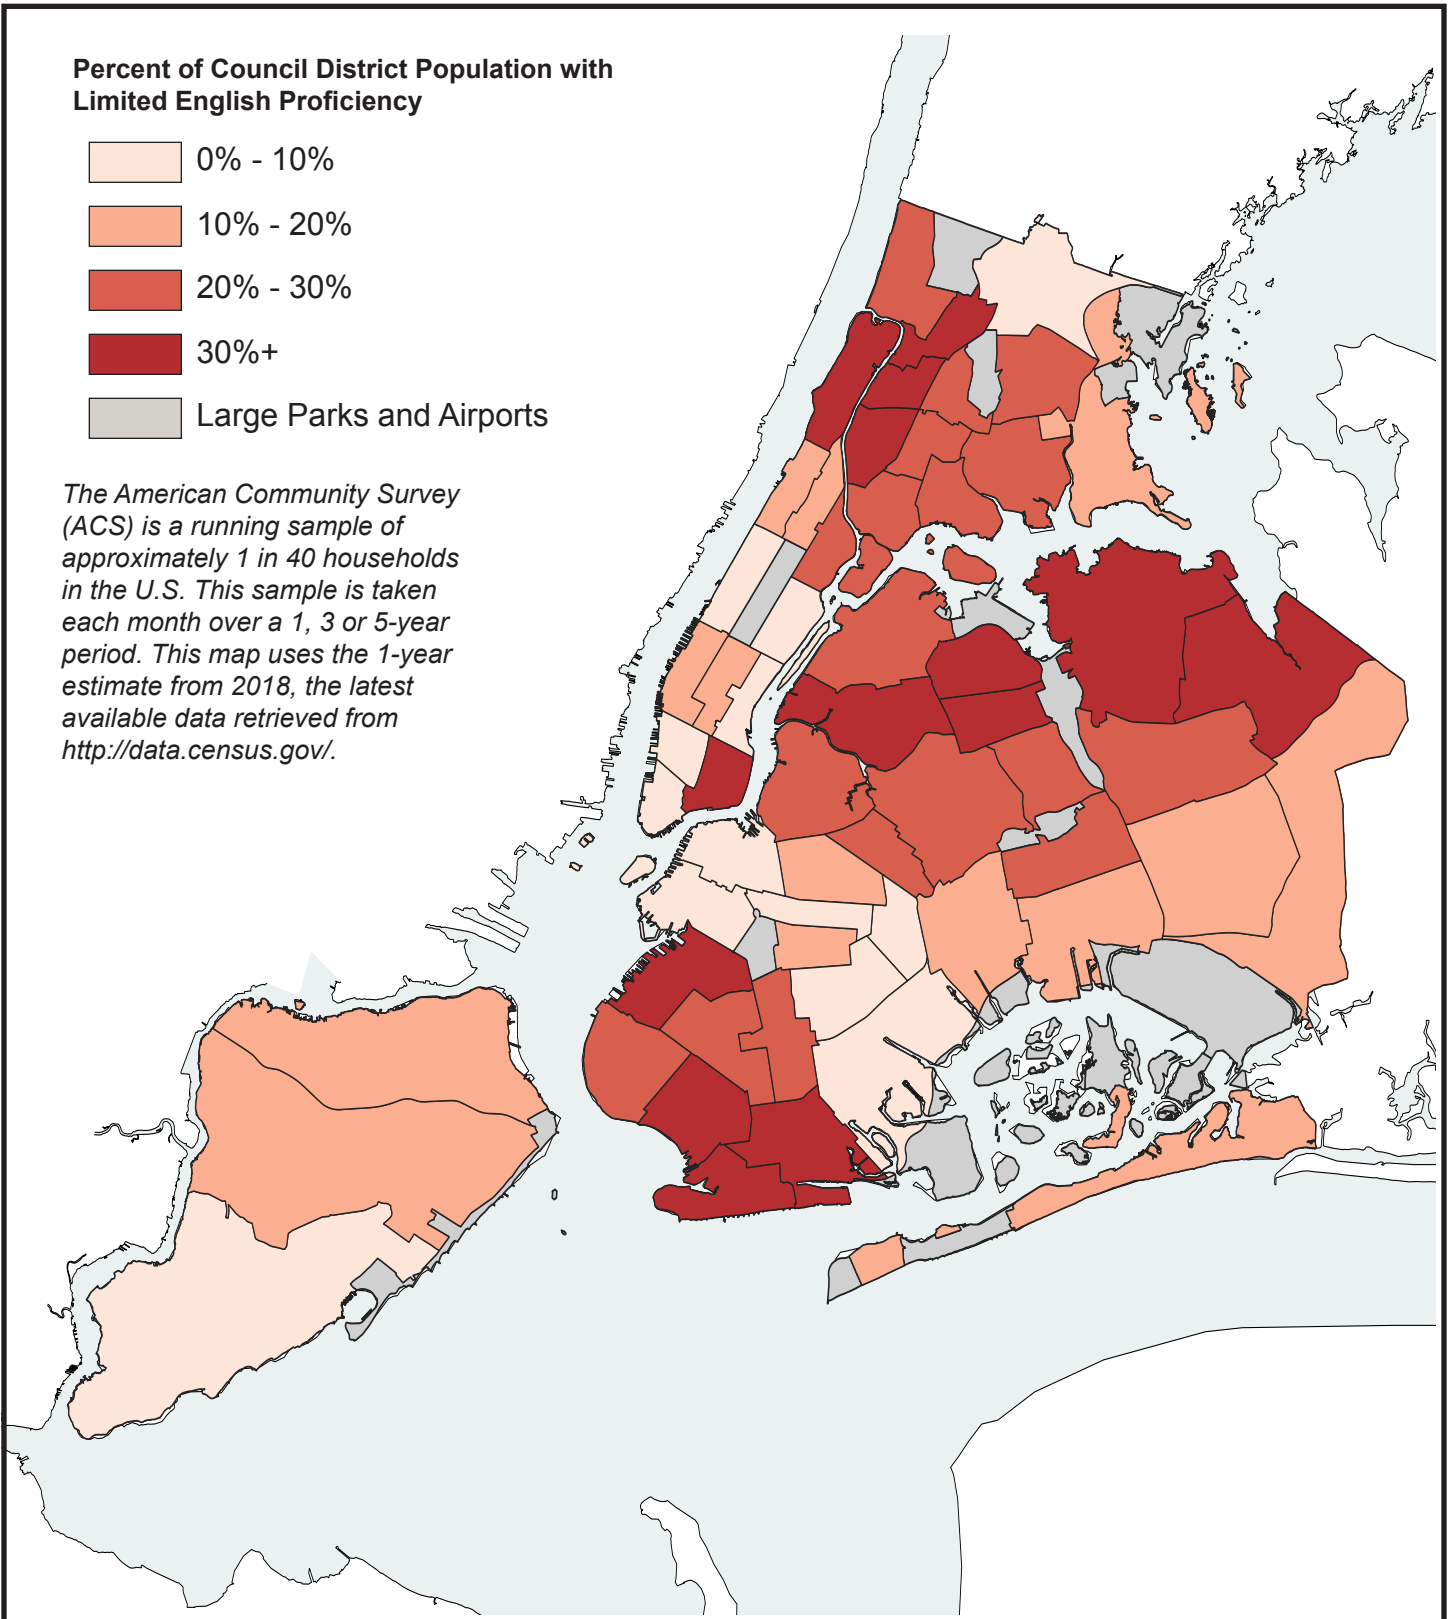 Percent of Council District Population with
Limited English Proficiency
0% - 10%
10% - 20%
20% - 30%
30%+
Large Parks and Airports
The American Community Survey
(ACS) is a running sample of
approximately 1 in 40 households
in the U.S. This sample is taken
each month over a 1, 3 or 5-year
period. This map uses the 1-year
estimate from 2018, the latest
available data retrieved from
http://data.census.gov/.